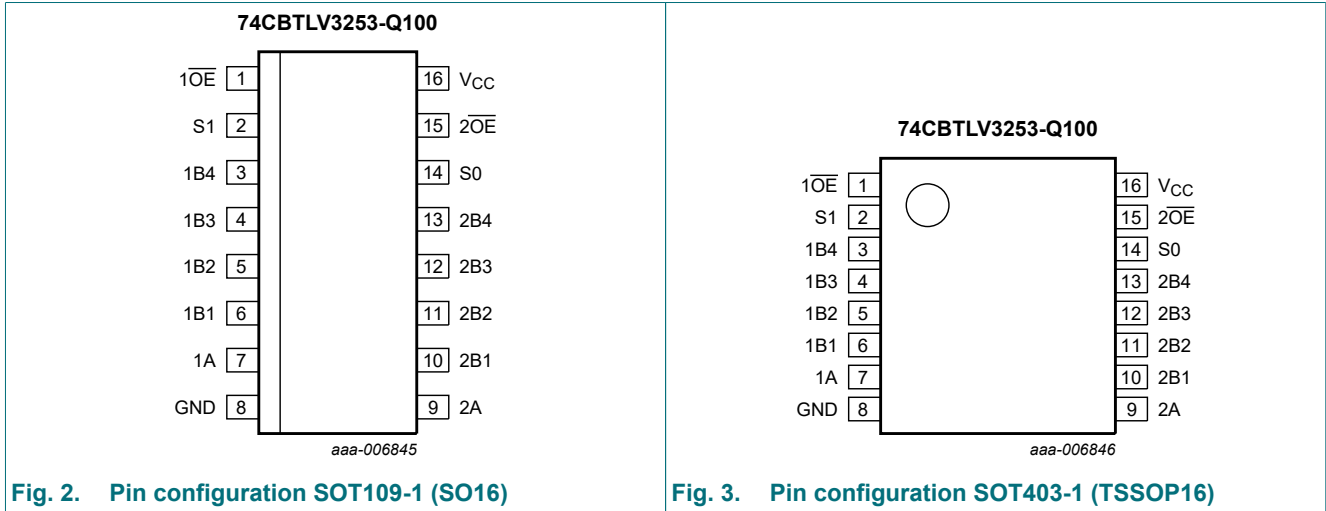 74CBTLV3253-Q100
1O̅E̅ 1 16 VCC
S1 2 15 2O̅E̅
1B4 3 14 S0
1B3 4 13 2B4
1B2 5 12 2B3
1B1 6 11 2B2
1A 7 10 2B1
GND 8 9 2A
aaa-006845
Fig. 2. Pin configuration SOT109-1 (SO16)
74CBTLV3253-Q100
1O̅E̅ 1 16 VCC
S1 2 15 2O̅E̅
1B4 3 14 S0
1B3 4 13 2B4
1B2 5 12 2B3
1B1 6 11 2B2
1A 7 10 2B1
GND 8 9 2A
aaa-006846
Fig. 3. Pin configuration SOT403-1 (TSSOP16)